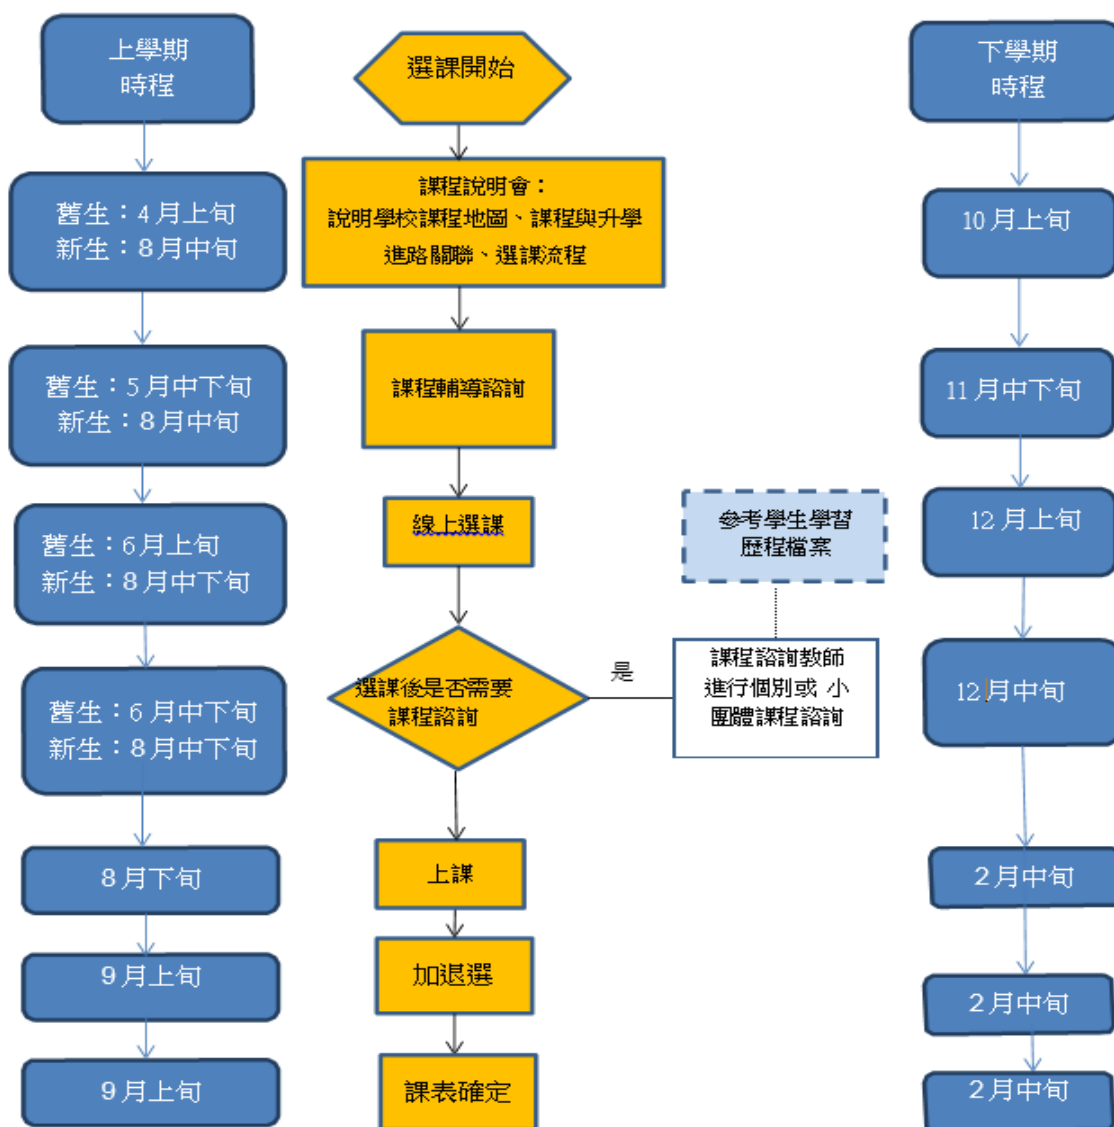 上學期
時程
舊生：4月上旬
新生：8月中旬
舊生：5月中下旬
新生：8月中旬
舊生：6月上旬
新生：8月中下旬
舊生：6月中下旬
新生：8月中下旬
8月下旬
9月上旬
9月上旬
選課開始
課程說明會：
說明學校課程地圖、課程與升學
進路關聯、選課流程
課程輔導諮詢
線上選課
選課後是否需要
課程諮詢
是
參考學生學習
歷程檔案
課程諮詢教師
進行個別或 小
團體課程諮詢
上課
加退選
課表確定
下學期
時程
10月上旬
11月中下旬
12月上旬
12月中旬
2月中旬
2月中旬
2月中旬